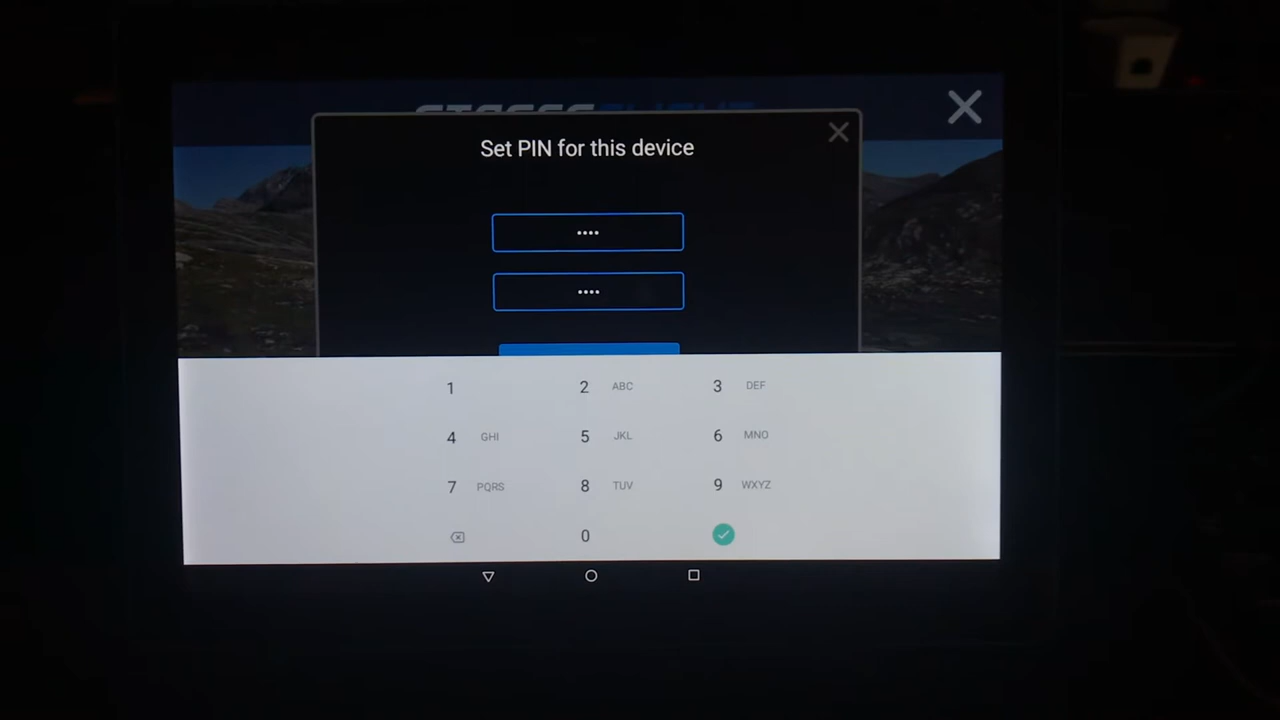 Set PIN for this device
••••
••••
1 2 ABC 3 DEF
4 GHI 5 JKL 6 MNO
7 PQRS 8 TUV 9 WXYZ
0